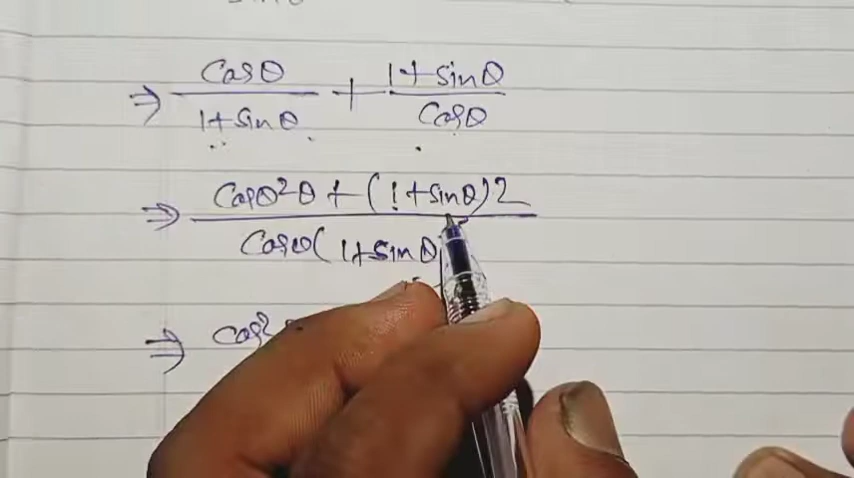 ⇒ cosθ / 1+sinθ + 1+sinθ / cosθ
⇒ cosθ²θ + (1+sinθ)2 / cosθ(1+sinθ
⇒ cos²